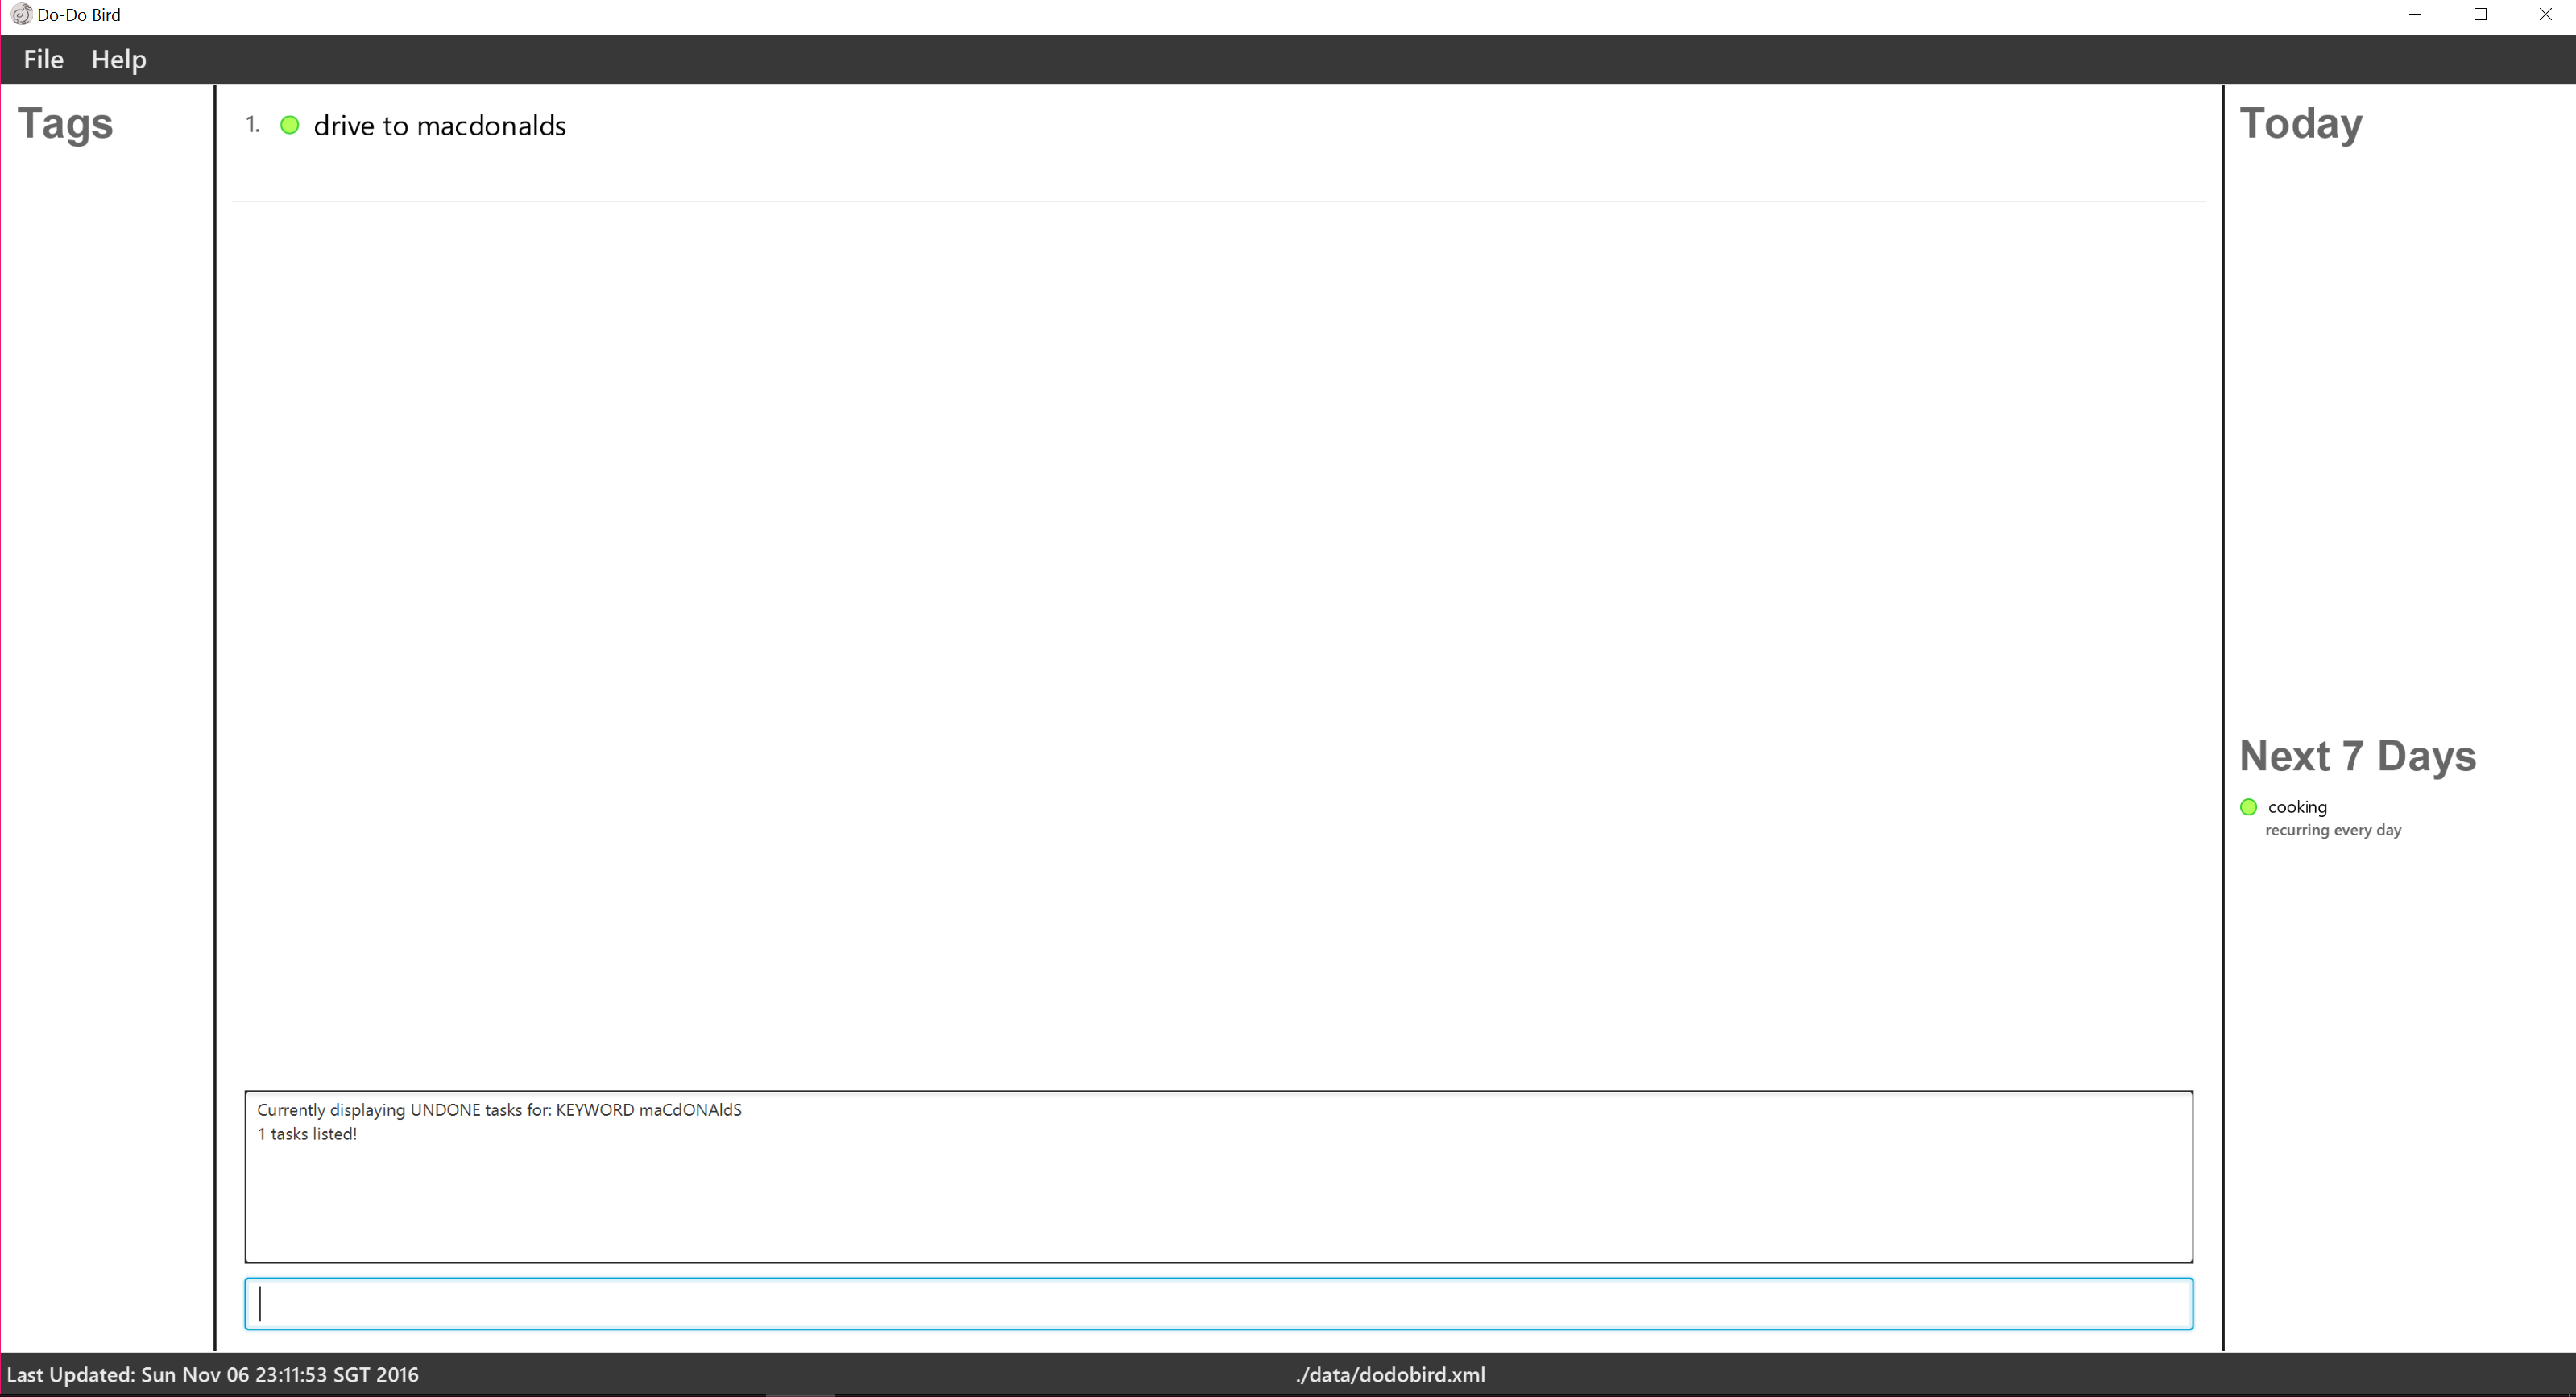 Do-Do Bird
File Help
Tags
1. drive to macdonalds
Today
Next 7 Days
cooking
recurring every day
Currently displaying UNDONE tasks for: KEYWORD maCdONAldS
1 tasks listed!
Last Updated: Sun Nov 06 23:11:53 SGT 2016
./data/dodobird.xml